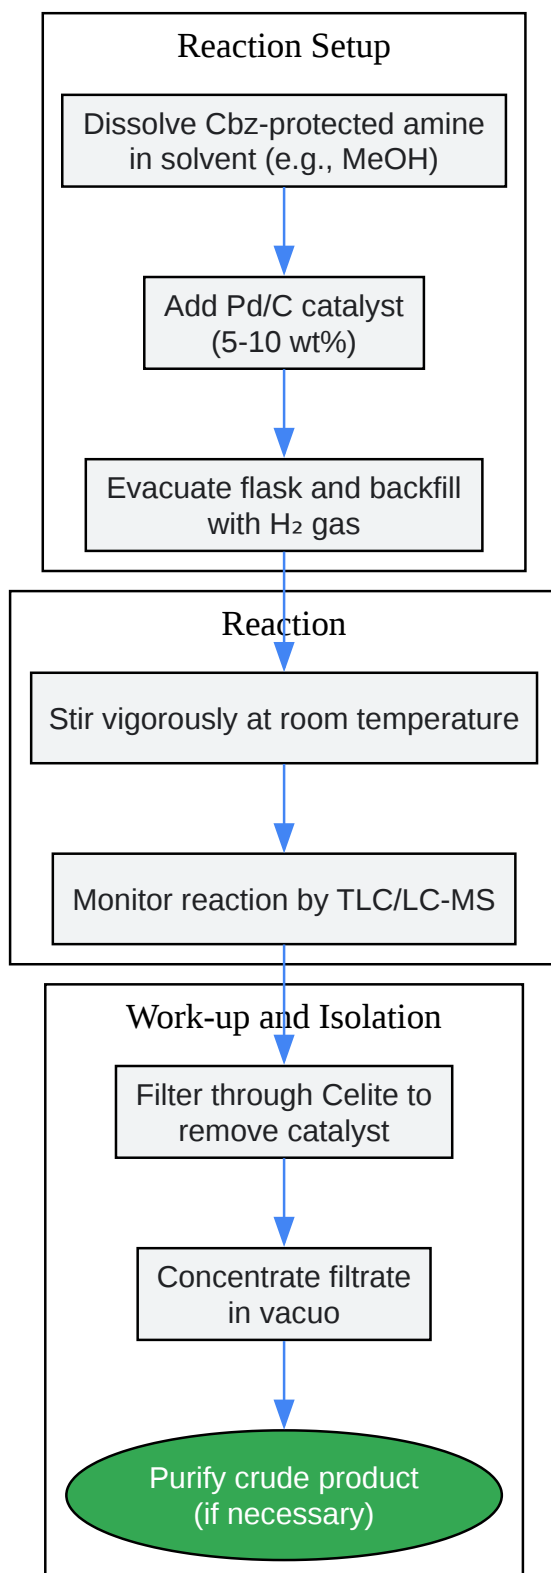 Reaction Setup
Dissolve Cbz-protected amine
in solvent (e.g., MeOH)
Add Pd/C catalyst
(5-10 wt%)
Evacuate flask and backfill
with H₂ gas
Reaction
Stir vigorously at room temperature
Monitor reaction by TLC/LC-MS
Work-up and Isolation
Filter through Celite to
remove catalyst
Concentrate filtrate
in vacuo
Purify crude product
(if necessary)